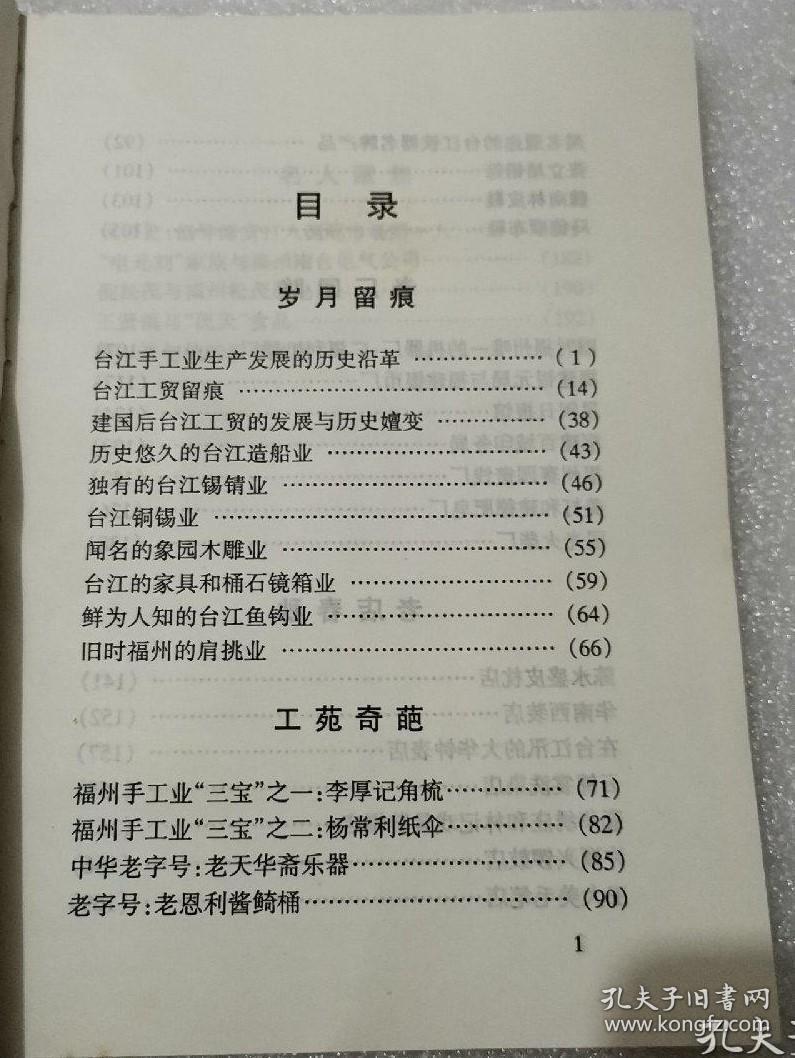 目 录
岁月留痕
台江手工业生产发展的历史沿革 ……………… (1)
台江工贸留痕 ……………………………… (14)
建国后台江工贸的发展与历史嬗变 …………… (38)
历史悠久的台江造船业 ……………………… (43)
独有的台江锡锖业 ………………………… (46)
台江铜锡业 ………………………………… (51)
闻名的象园木雕业 ………………………… (55)
台江的家具和桶石镜箱业 …………………… (59)
鲜为人知的台江鱼钩业 ……………………… (64)
旧时福州的肩挑业 ………………………… (66)
工苑奇葩
福州手工业“三宝”之一:李厚记角梳 ………… (71)
福州手工业“三宝”之二:杨常利纸伞 ………… (82)
中华老字号:老天华斋乐器 …………………… (85)
老字号:老恩利酱鲭桶 ……………………… (90)
1
孔夫子旧书网
www.kongfz.com
孔夫子